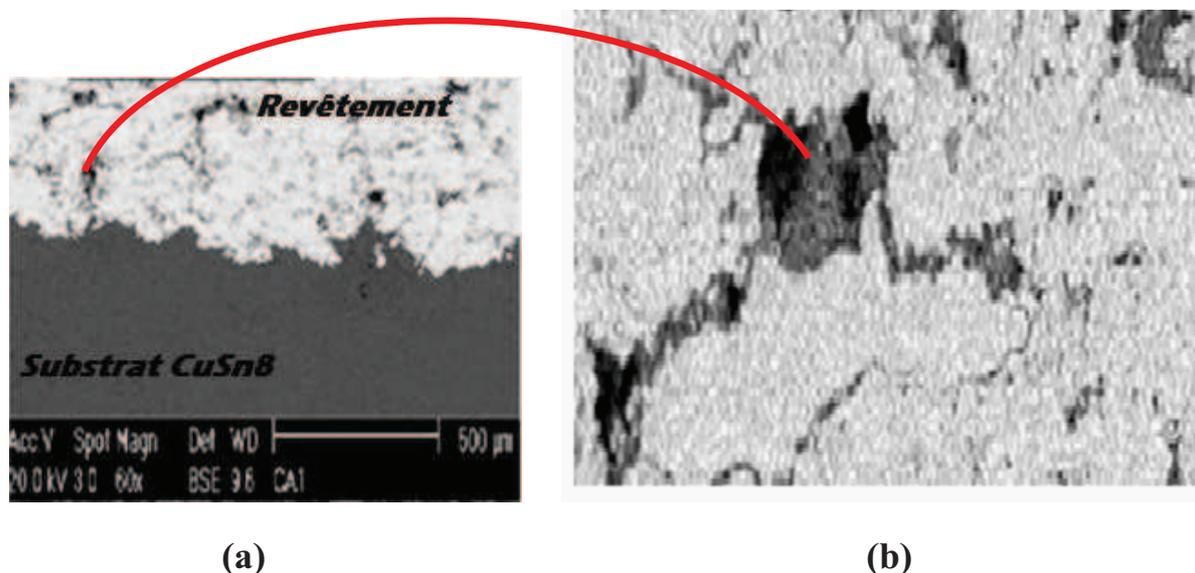 Revêtement
Substrat CuSn8
Acc V Spot Magn Det WD 500 µm
20.0 kV 3.0 60x BSE 9.6 CA1
(a) (b)